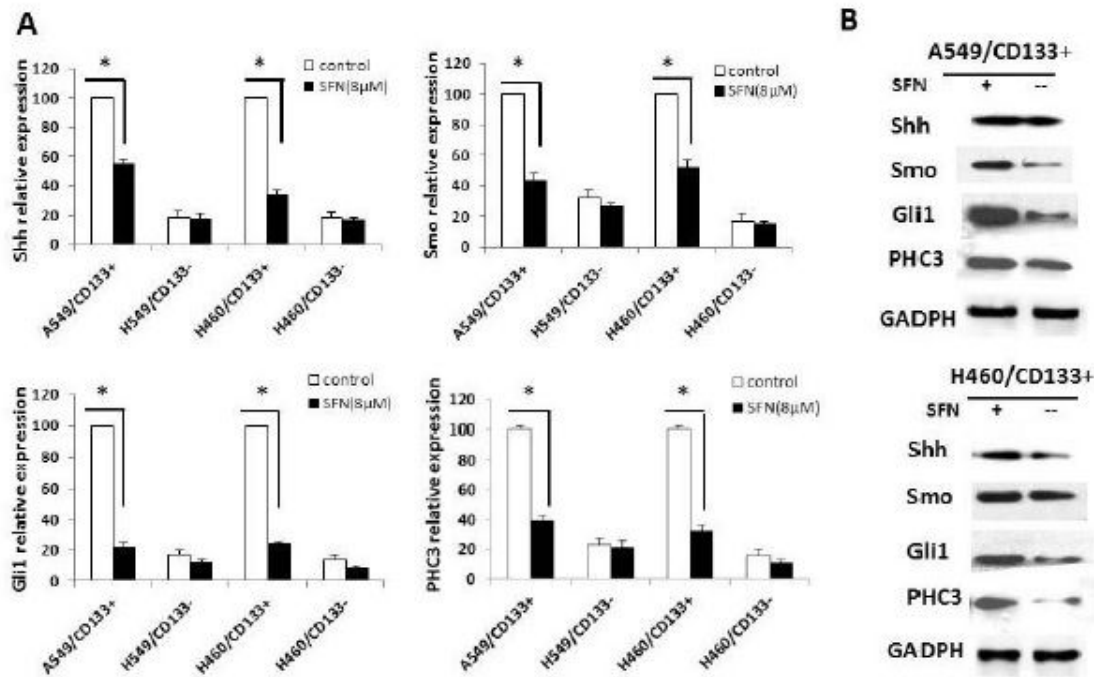 A
Shh relative expression
120
100
80
60
40
20
0
*
*
control
SFN(8μM)
A549/CD133+
H549/CD133-
H460/CD133+
H460/CD133-
Smo relative expression
120
100
80
60
40
20
0
*
*
control
SFN(8μM)
A549/CD133+
H549/CD133-
H460/CD133+
H460/CD133-
Gli1 relative expression
120
100
80
60
40
20
0
*
*
control
SFN(8μM)
A549/CD133+
H549/CD133-
H460/CD133+
H460/CD133-
PHC3 relative expression
120
100
80
60
40
20
0
*
*
control
SFN(8μM)
A549/CD133+
H549/CD133-
H460/CD133+
H460/CD133-
B
A549/CD133+
SFN + --
Shh
Smo
Gli1
PHC3
GADPH
H460/CD133+
SFN + --
Shh
Smo
Gli1
PHC3
GADPH